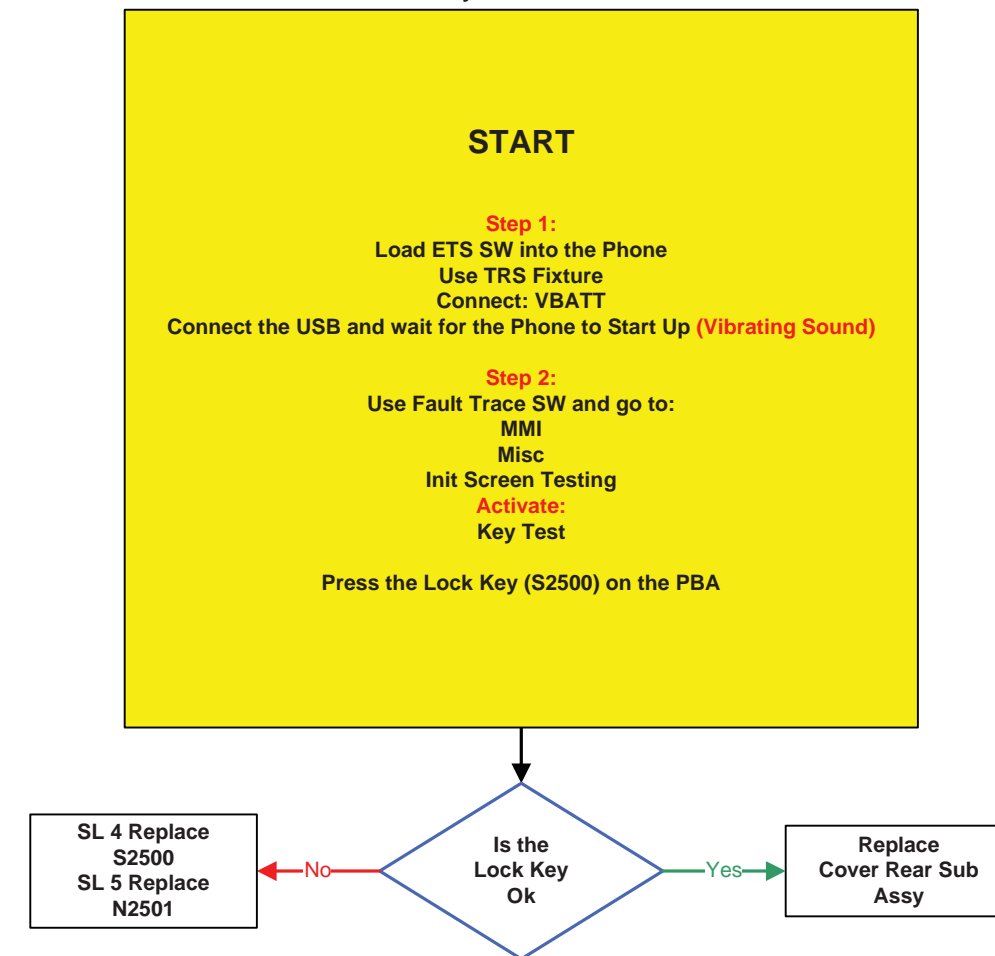 START
Step 1:
Load ETS SW into the Phone
Use TRS Fixture
Connect: VBATT
Connect the USB and wait for the Phone to Start Up (Vibrating Sound)
Step 2:
Use Fault Trace SW and go to:
MMI
Misc
Init Screen Testing
Activate:
Key Test
Press the Lock Key (S2500) on the PBA
SL 4 Replace
S2500
SL 5 Replace
N2501
No
Is the
Lock Key
Ok
Yes
Replace
Cover Rear Sub
Assy